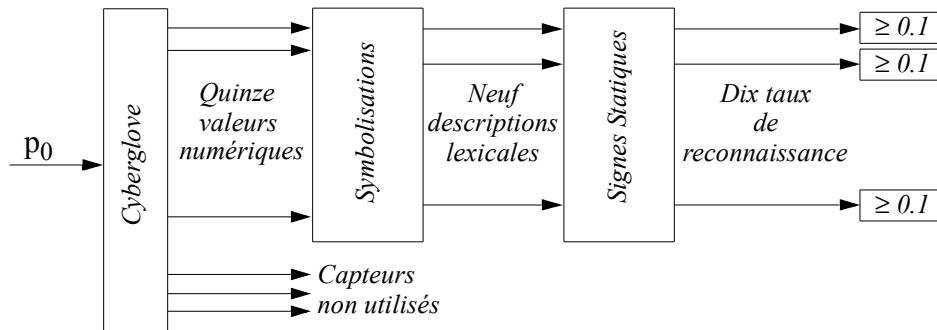 p0
Cyberglove
Quinze
valeurs
numériques
Capteurs
non utilisés
Symbolisations
Neuf
descriptions
lexicales
Signes Statiques
Dix taux
de
reconnaissance
≥ 0.1
≥ 0.1
≥ 0.1